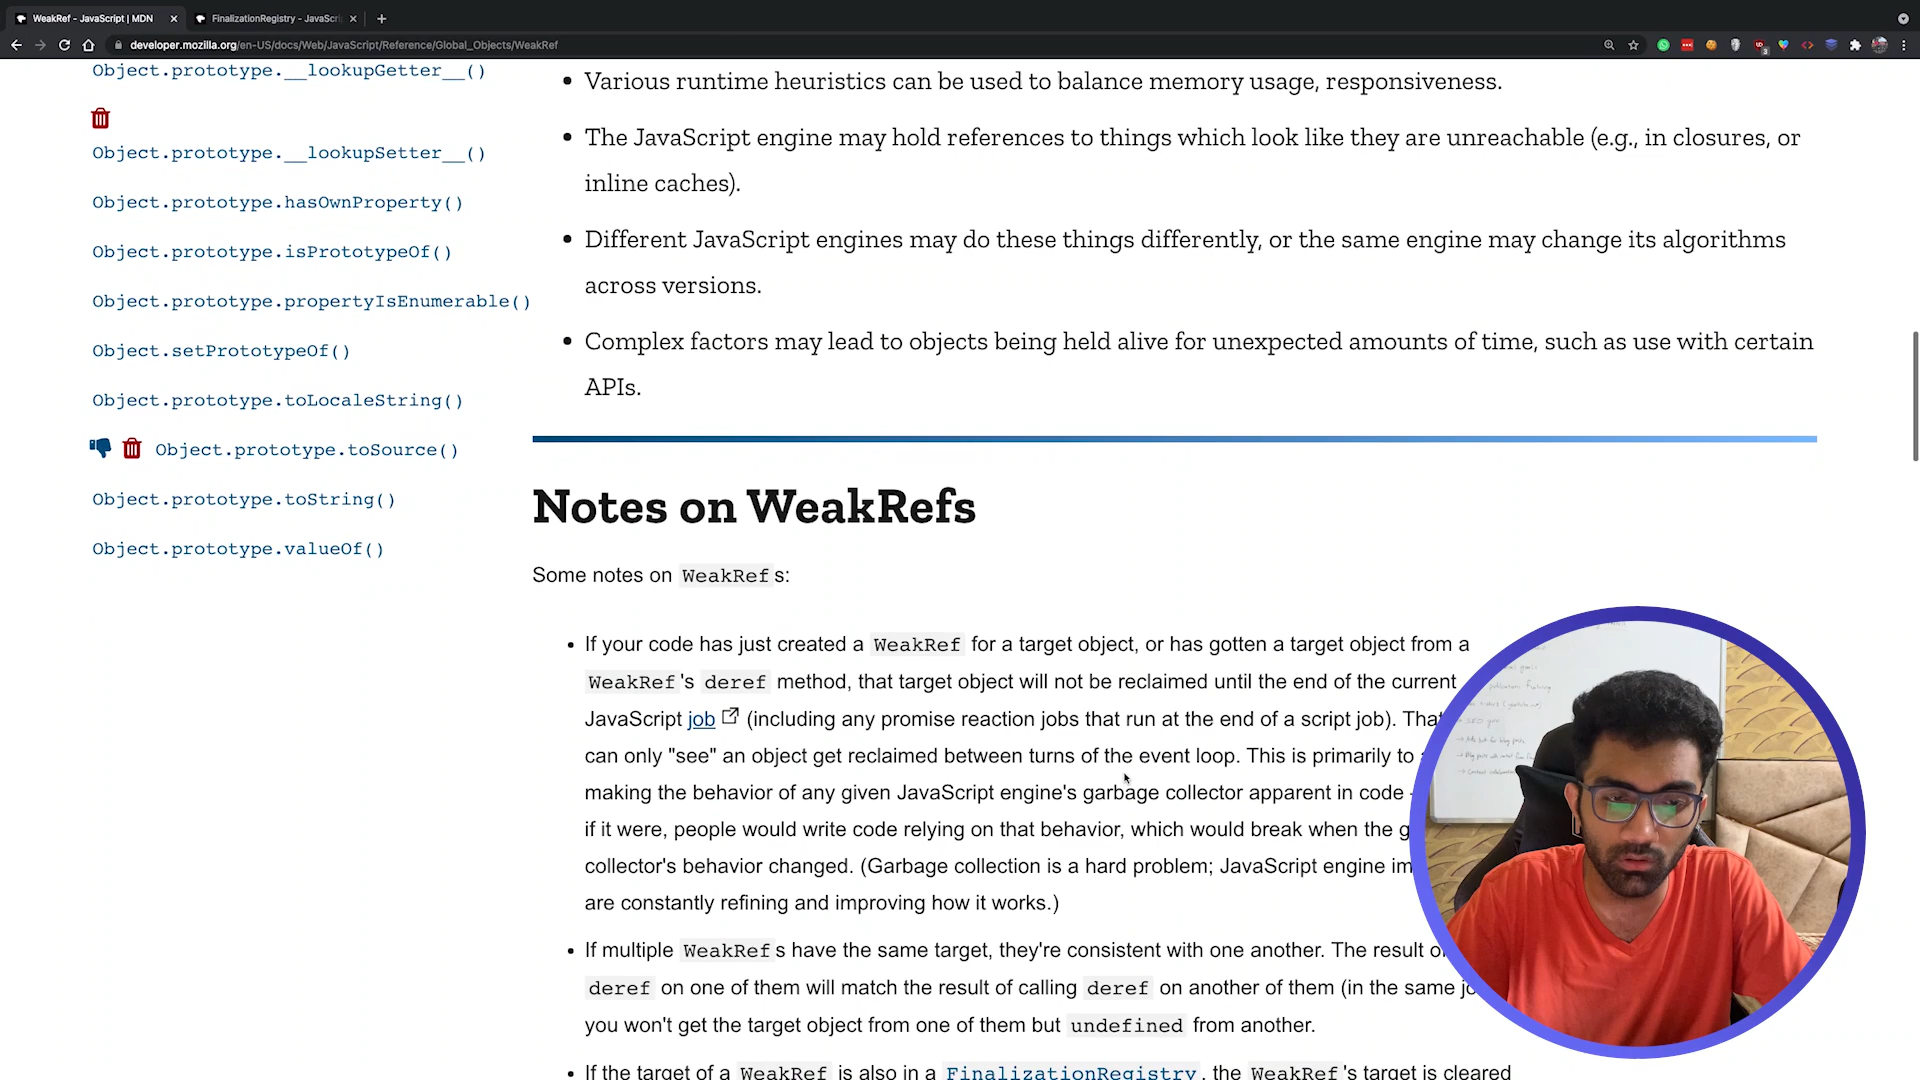 WeakRef - JavaScript | MDN
FinalizationRegistry - JavaScri
developer.mozilla.org/en-US/docs/Web/JavaScript/Reference/Global_Objects/WeakRef
3
Object.prototype.__lookupGetter__()
Object.prototype.__lookupSetter__()
Object.prototype.hasOwnProperty()
Object.prototype.isPrototypeOf()
Object.prototype.propertyIsEnumerable()
Object.setPrototypeOf()
Object.prototype.toLocaleString()
Object.prototype.toSource()
Object.prototype.toString()
Object.prototype.valueOf()
• Various runtime heuristics can be used to balance memory usage, responsiveness.
• The JavaScript engine may hold references to things which look like they are unreachable (e.g., in closures, or
inline caches).
• Different JavaScript engines may do these things differently, or the same engine may change its algorithms
across versions.
• Complex factors may lead to objects being held alive for unexpected amounts of time, such as use with certain
APIs.
Notes on WeakRefs
Some notes on WeakRefs:
• If your code has just created a WeakRef for a target object, or has gotten a target object from a
WeakRef's deref method, that target object will not be reclaimed until the end of the current
JavaScript job (including any promise reaction jobs that run at the end of a script job). That
can only "see" an object get reclaimed between turns of the event loop. This is primarily to
making the behavior of any given JavaScript engine's garbage collector apparent in code
if it were, people would write code relying on that behavior, which would break when the g
collector's behavior changed. (Garbage collection is a hard problem; JavaScript engine im
are constantly refining and improving how it works.)
• If multiple WeakRefs have the same target, they're consistent with one another. The result o
deref on one of them will match the result of calling deref on another of them (in the same jo
you won't get the target object from one of them but undefined from another.
• If the target of a WeakRef is also in a FinalizationRegistry, the WeakRef's target is cleared